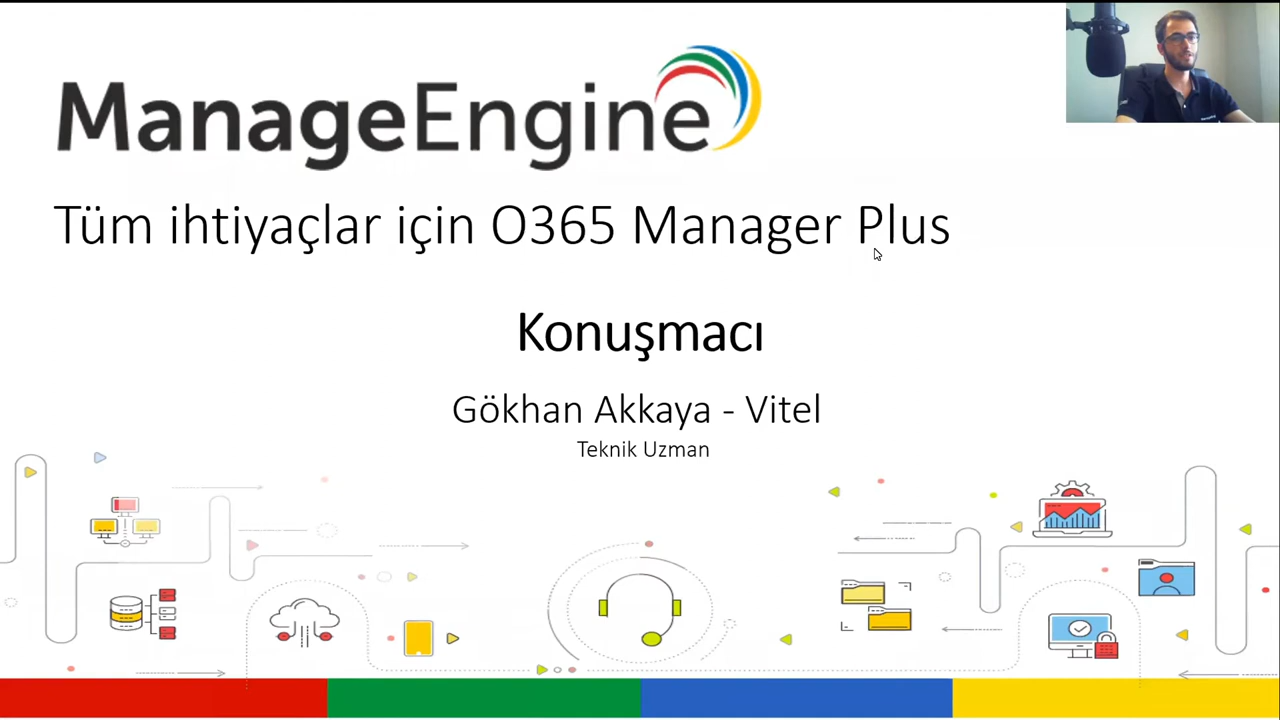 ManageEngine
Tüm ihtiyaçlar için O365 Manager Plus
Konuşmacı
Gökhan Akkaya - Vitel
Teknik Uzman